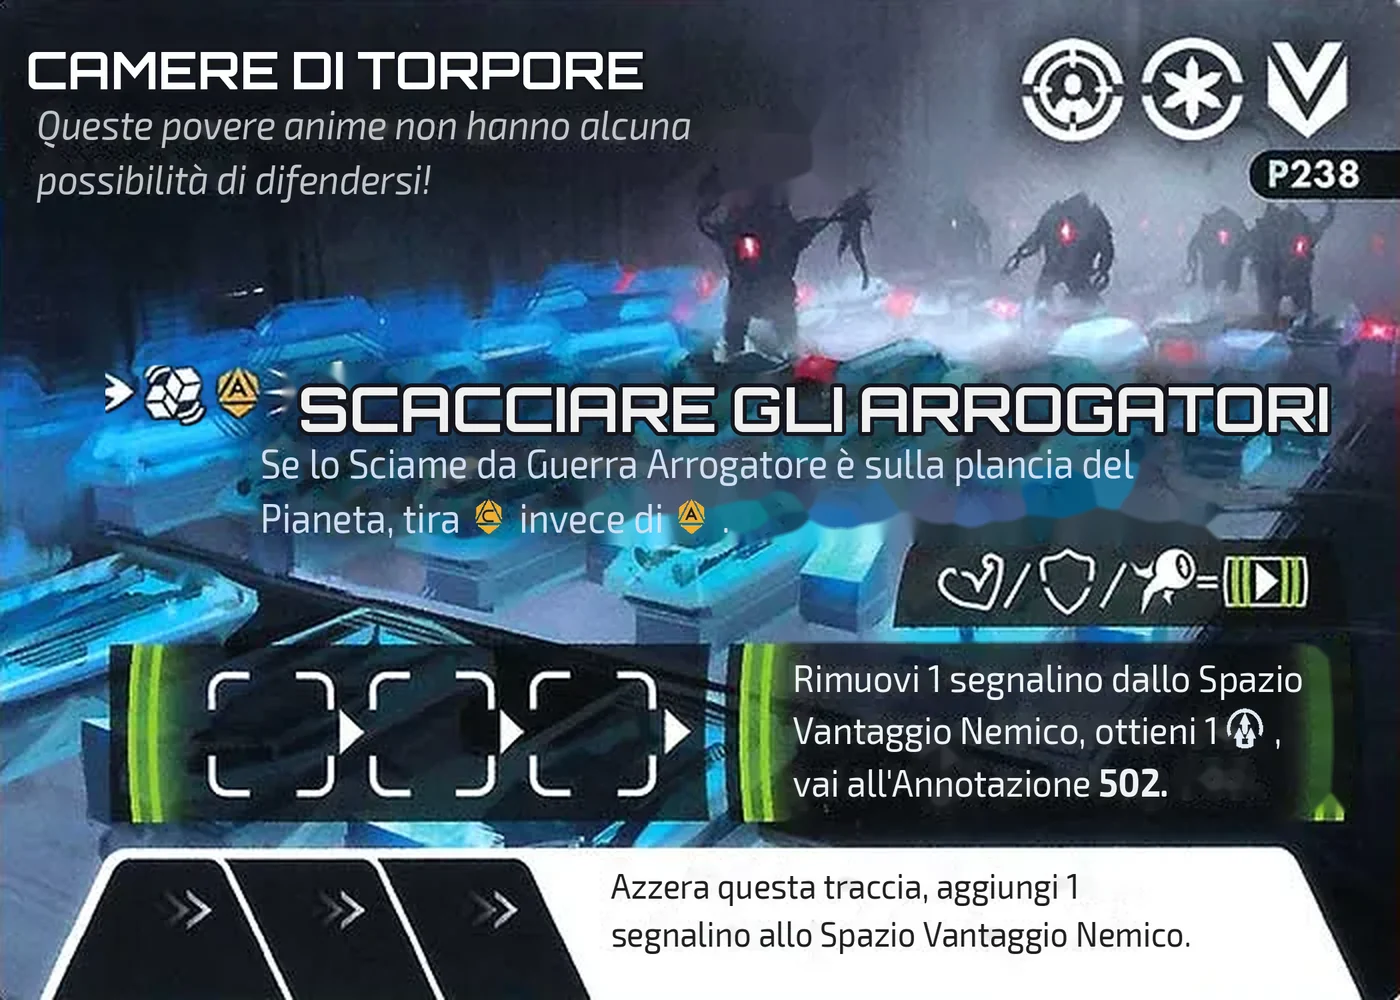 CAMERE DI TORPORE
Queste povere anime non hanno alcuna
possibilità di difendersi!
P238
A
SCACCIARE GLI ARROGATORI
Se lo Sciame da Guerra Arrogatore è sulla plancia del
Pianeta, tira C invece di A .
/ / =
Rimuovi 1 segnalino dallo Spazio
Vantaggio Nemico, ottieni 1 ,
vai all'Annotazione 502.
Azzera questa traccia, aggiungi 1
segnalino allo Spazio Vantaggio Nemico.